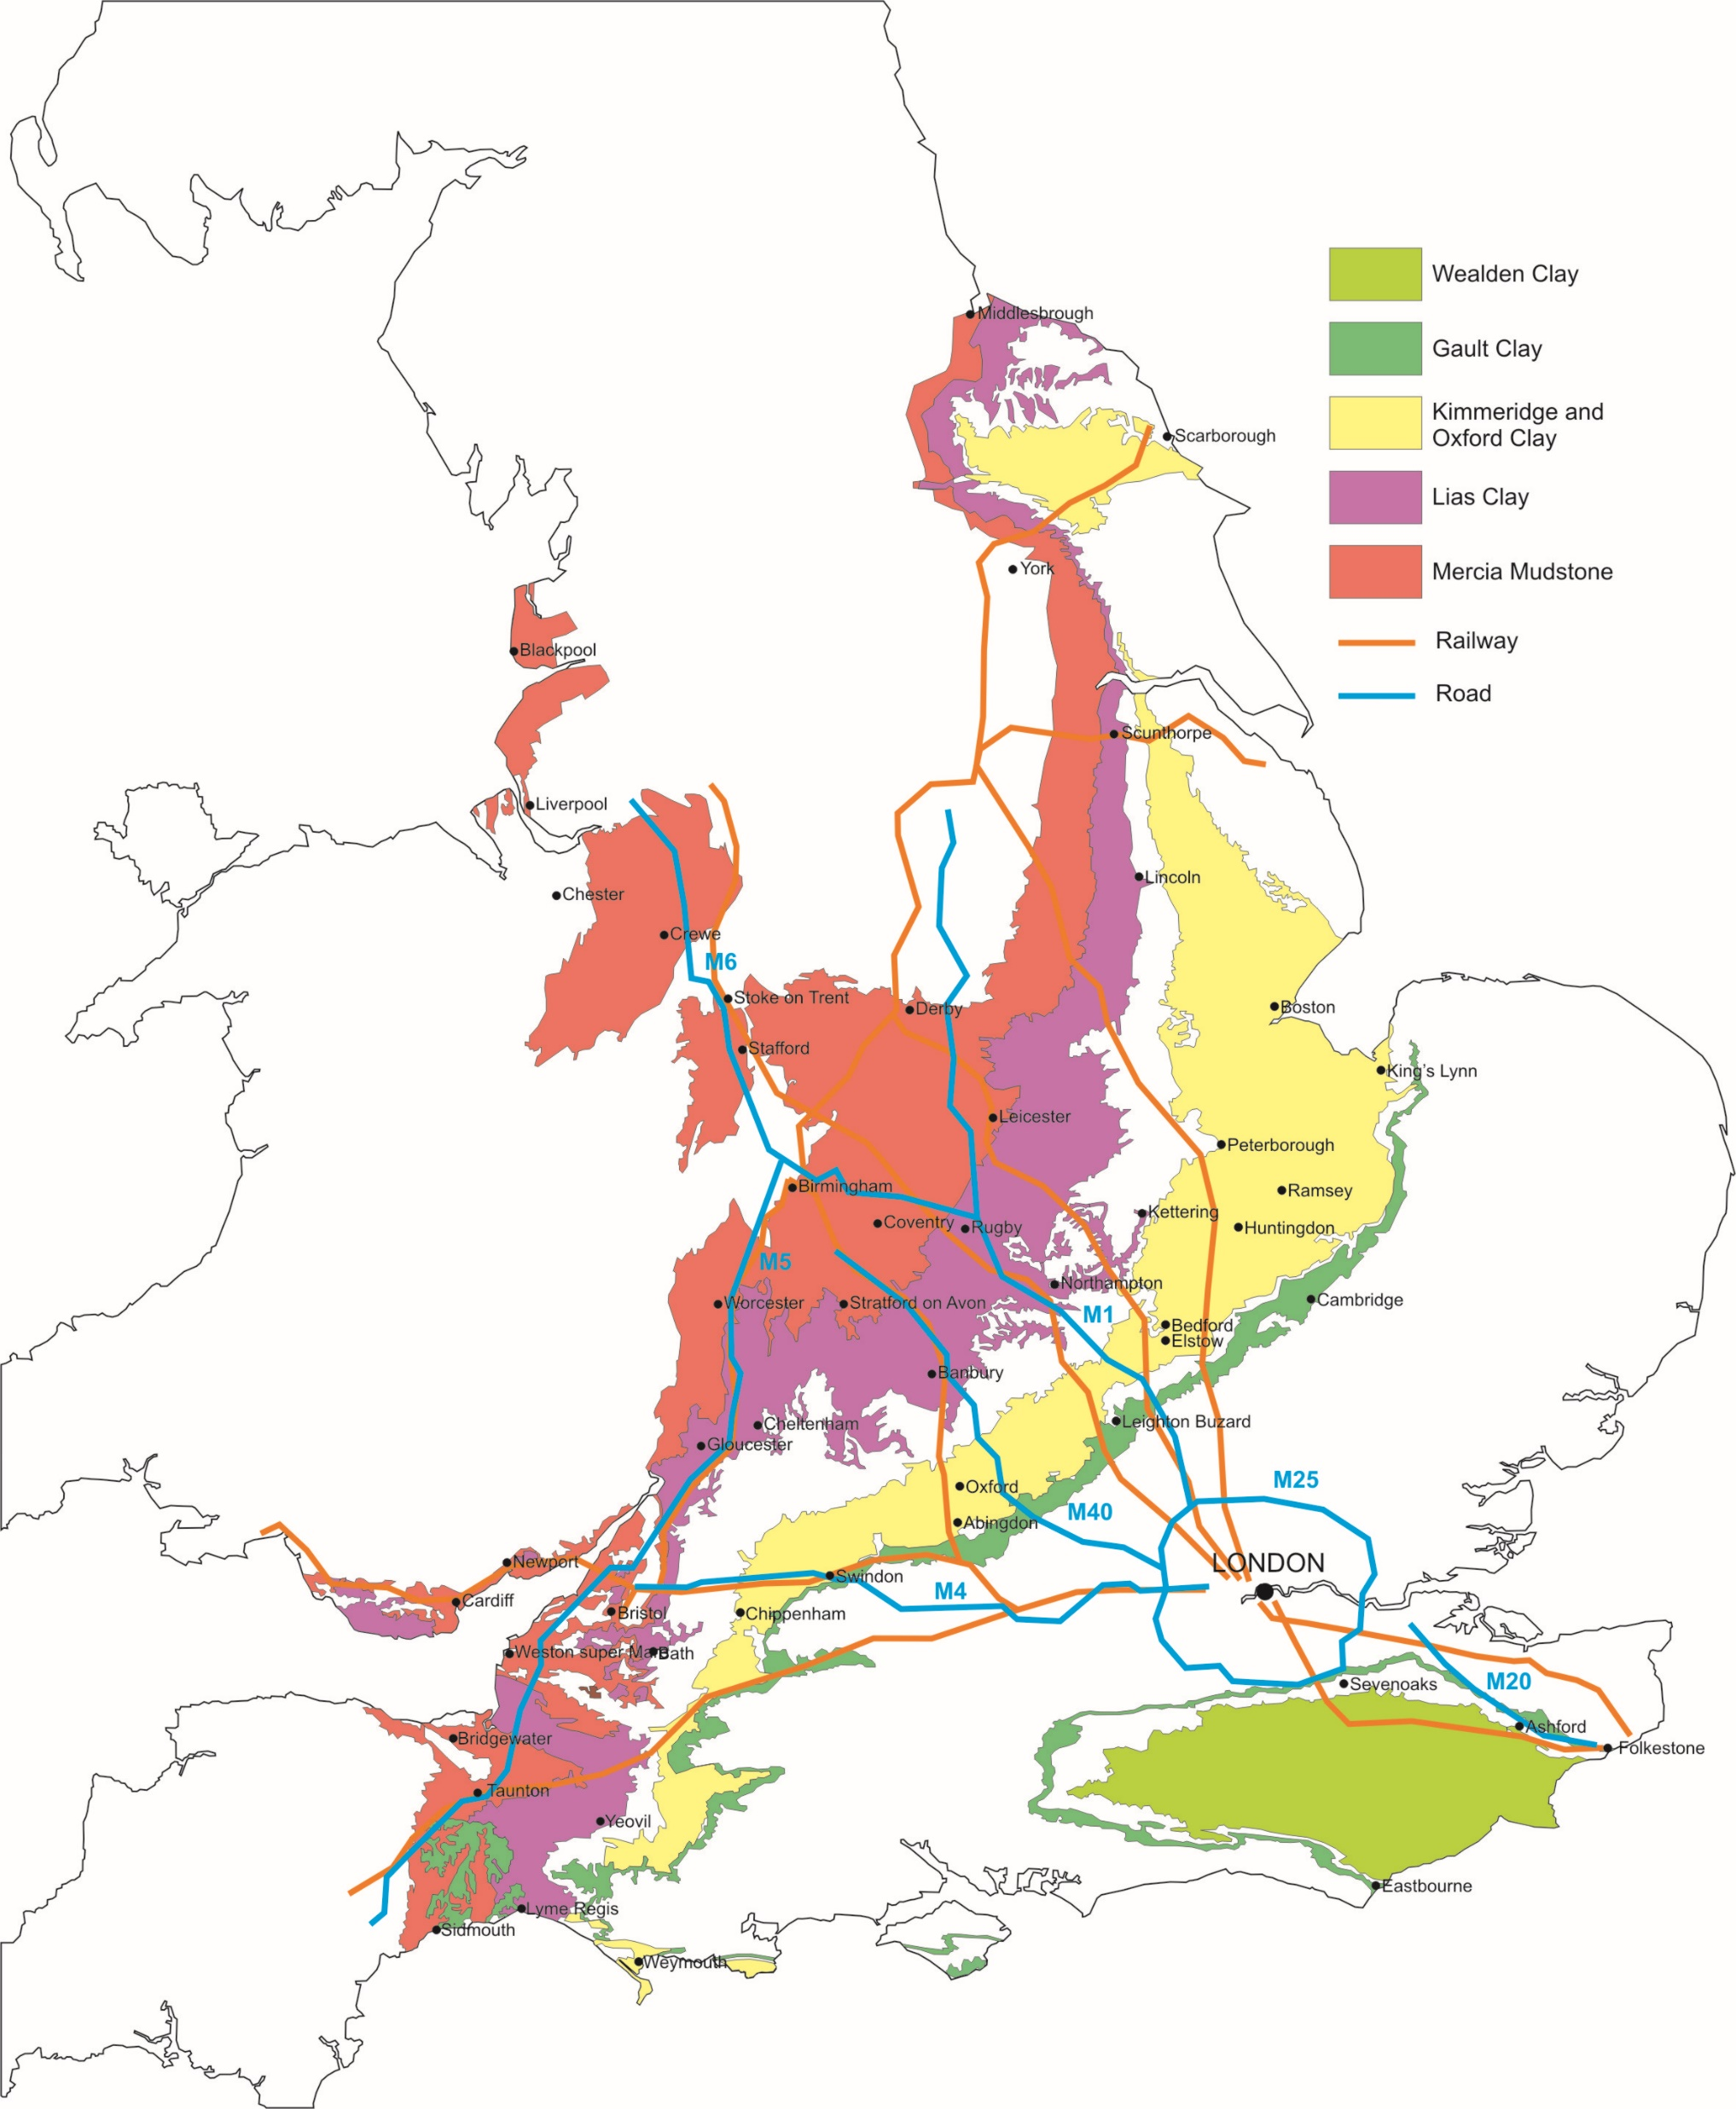 Middlesbrough
Wealden Clay
Gault Clay
Kimmeridge and
Oxford Clay
Scarborough
Lias Clay
York
Mercia Mudstone
Railway
Blackpool
Road
Scunthorpe
Liverpool
Lincoln
Chester
Crewe
M6
Stoke on Trent
Derby
Boston
Stafford
King's Lynn
Leicester
Peterborough
Birmingham
Ramsey
Kettering
Coventry
Rugby
Huntingdon
M5
Northampton
Worcester
Stratford on Avon
Cambridge
M1
Bedford
Elstow
Banbury
Cheltenham
Leighton Buzard
Gloucester
M25
Oxford
M40
Abingdon
Newport
LONDON
Swindon
M4
Cardiff
Bristol
Chippenham
Weston super Mare
Bath
M20
Sevenoaks
Ashford
Bridgewater
Folkestone
Taunton
Yeovil
Eastbourne
Lyme Regis
Sidmouth
Weymouth